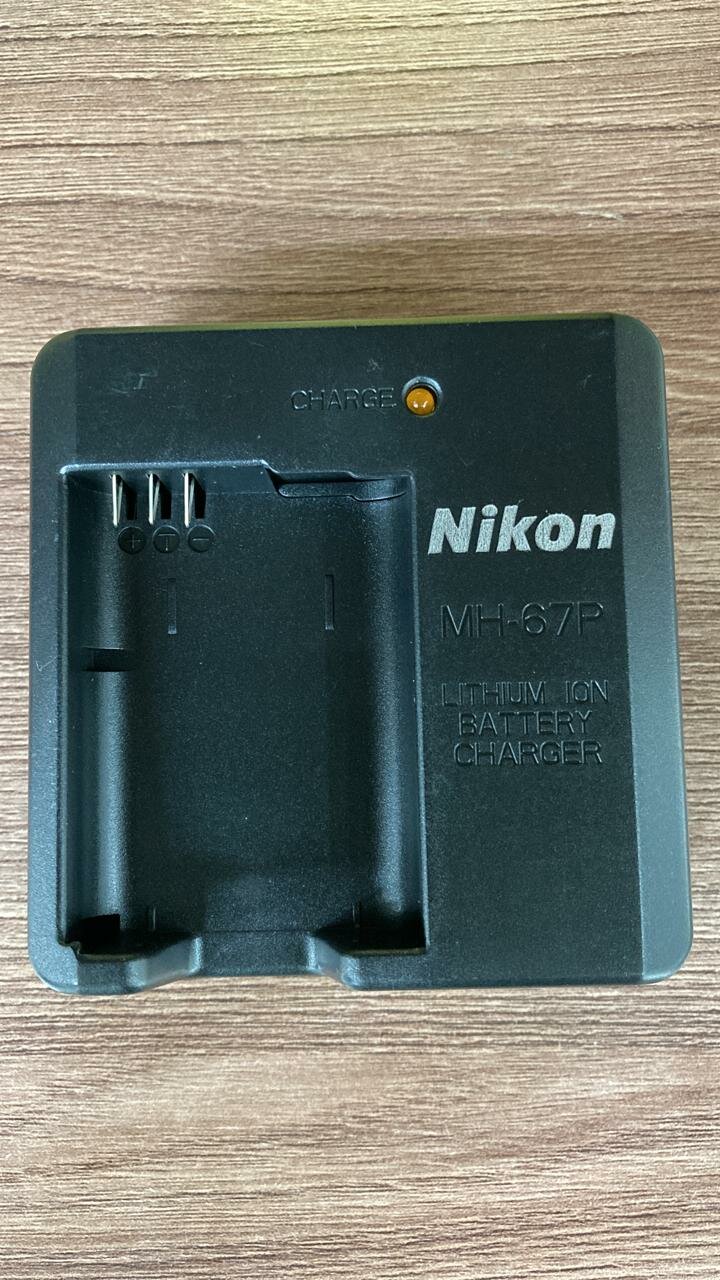 CHARGE
+ T -
Nikon
MH-67P
LITHIUM ION
BATTERY
CHARGER